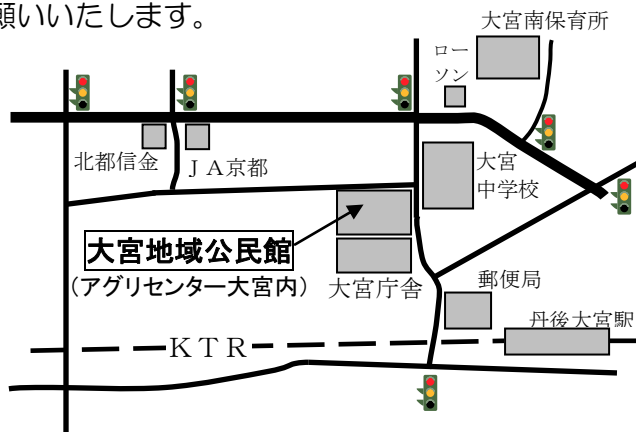 願いいたします。
大宮南保育所
ロー
ソン
北都信金
ＪＡ京都
大宮
中学校
大宮地域公民館
（アグリセンター大宮内）
大宮庁舎
郵便局
丹後大宮駅
ＫＴＲ